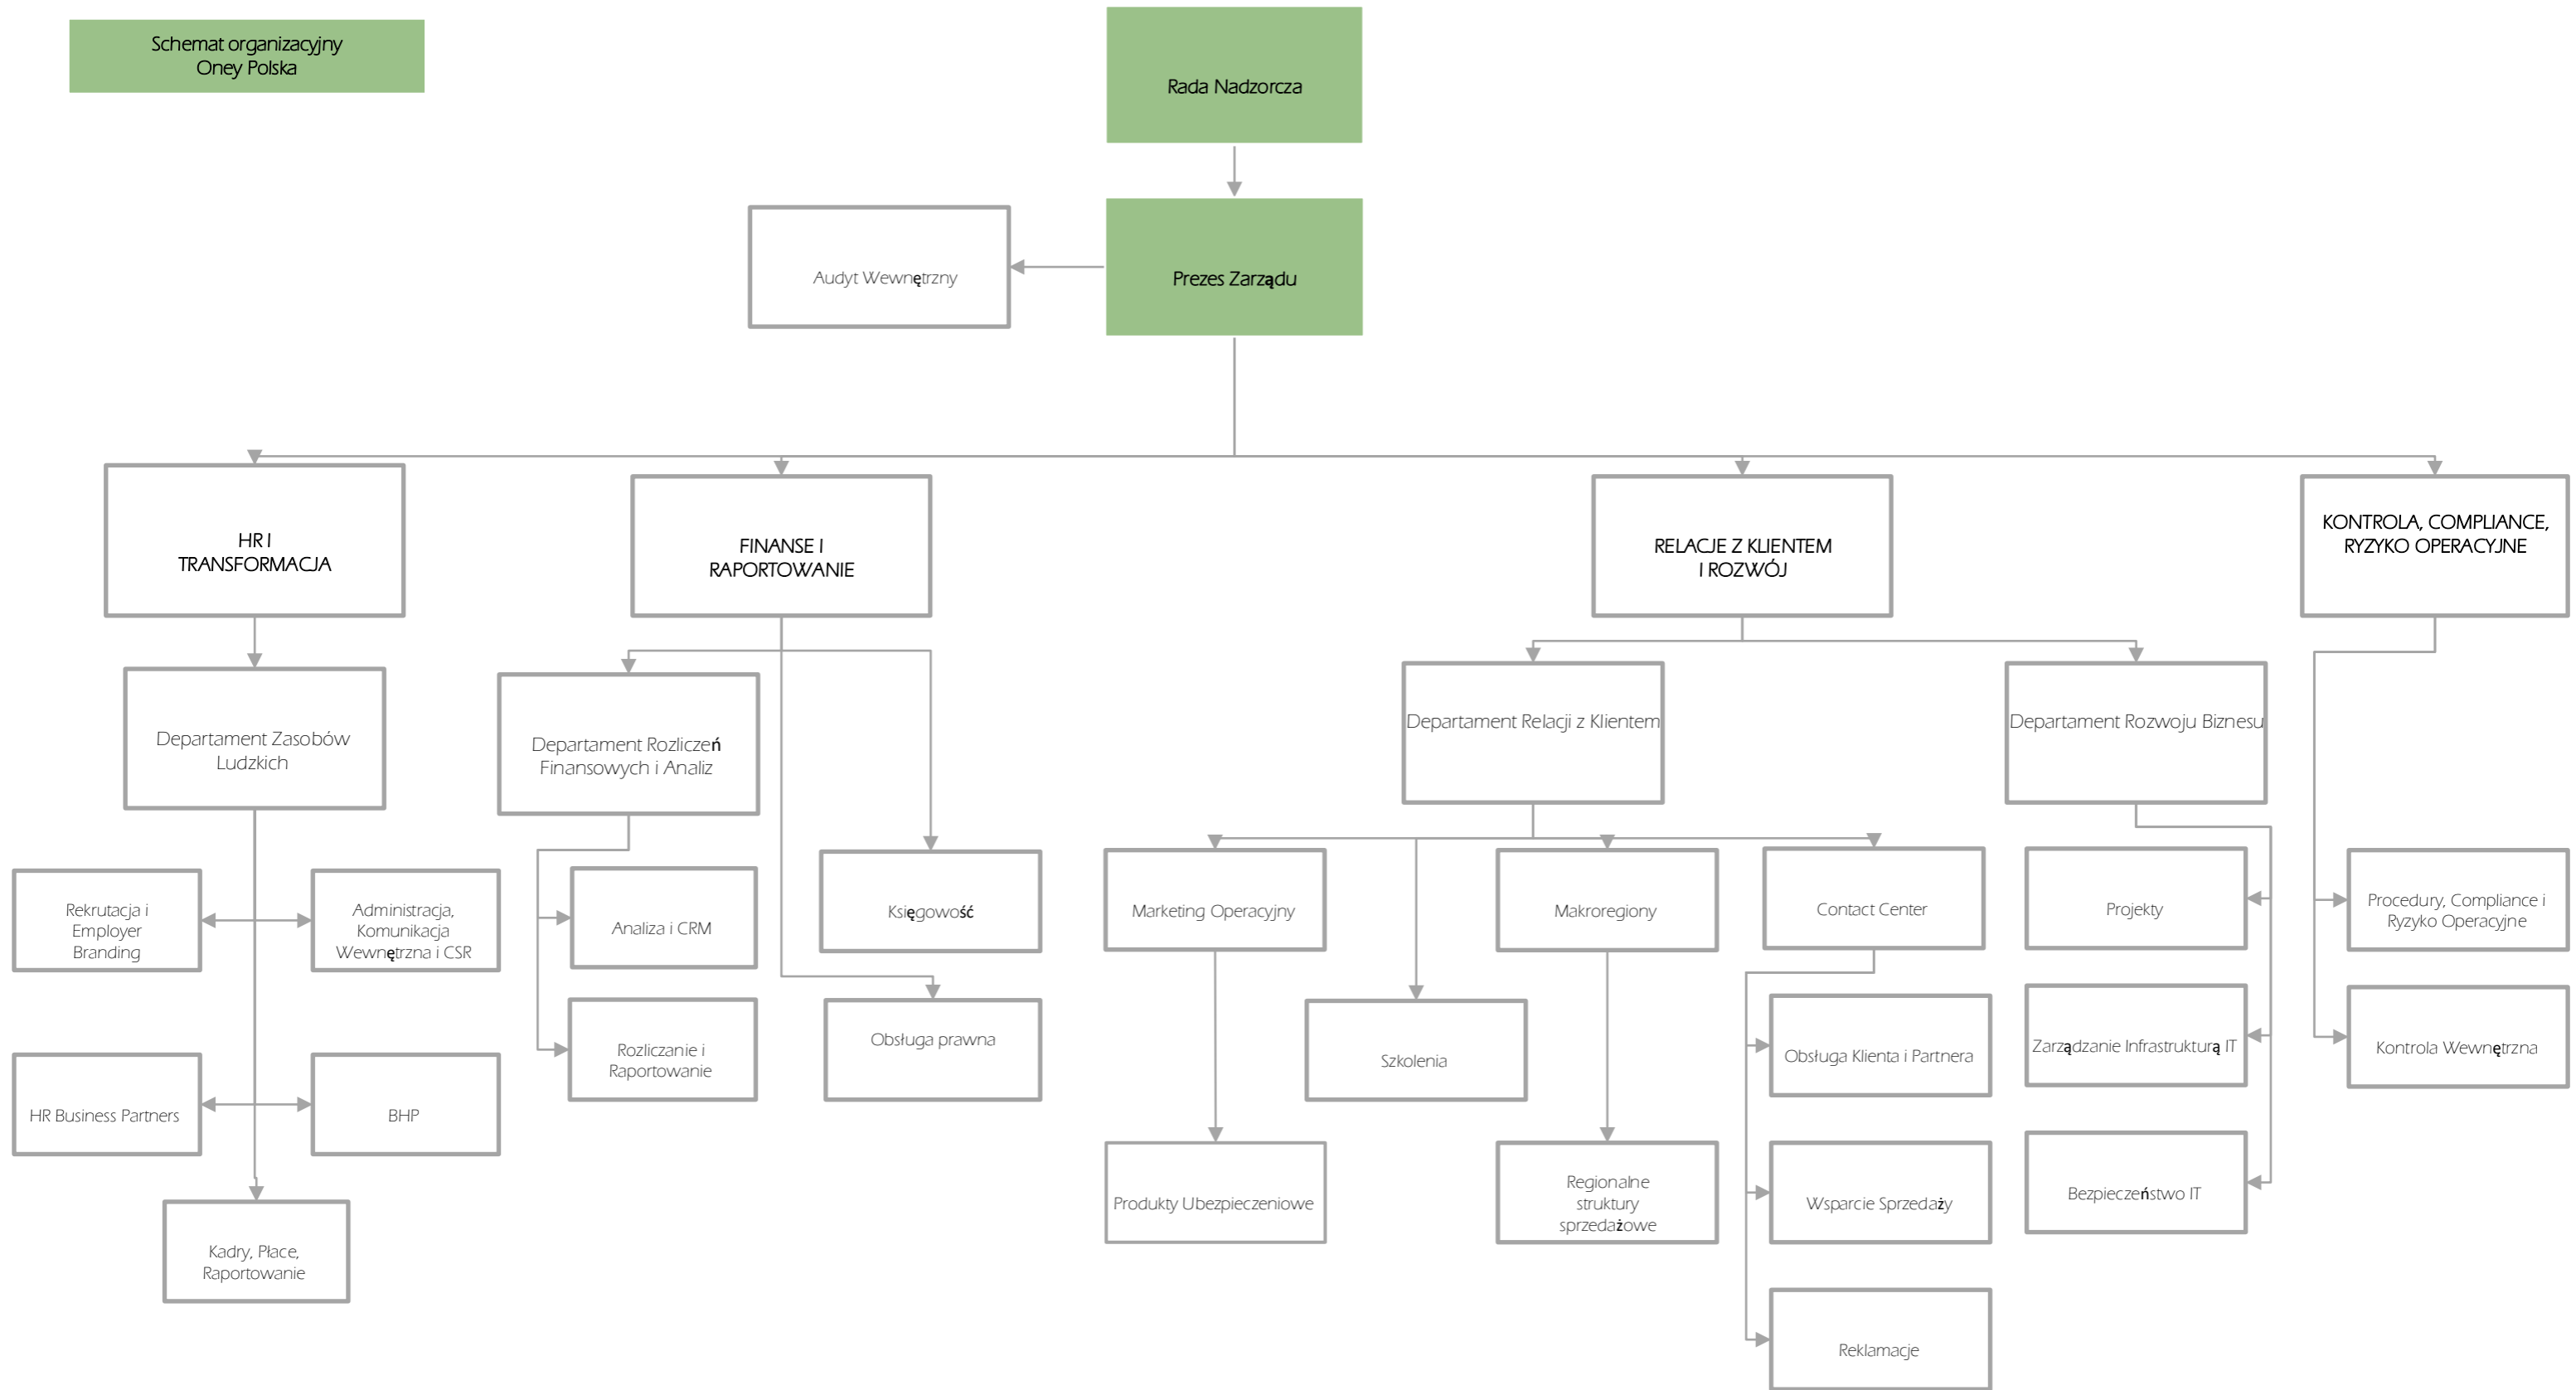 Schemat organizacyjny
Oney Polska
Rada Nadzorcza
Audyt Wewnętrzny
Prezes Zarządu
HR I
TRANSFORMACJA
FINANSE I
RAPORTOWANIE
RELACJE Z KLIENTEM
I ROZWÓJ
KONTROLA, COMPLIANCE,
RYZYKO OPERACYJNE
Departament Zasobów
Ludzkich
Departament Rozliczeń
Finansowych i Analiz
Departament Relacji z Klientem
Departament Rozwoju Biznesu
Rekrutacja i
Employer
Branding
Administracja,
Komunikacja
Wewnętrzna i CSR
Analiza i CRM
Księgowość
Marketing Operacyjny
Makroregiony
Contact Center
Projekty
Procedury, Compliance i
Ryzyko Operacyjne
HR Business Partners
BHP
Rozliczanie i
Raportowanie
Obsługa prawna
Szkolenia
Obsługa Klienta i Partnera
Zarządzanie Infrastrukturą IT
Kontrola Wewnętrzna
Kadry, Płace,
Raportowanie
Produkty Ubezpieczeniowe
Regionalne
struktury
sprzedażowe
Wsparcie Sprzedaży
Bezpieczeństwo IT
Reklamacje